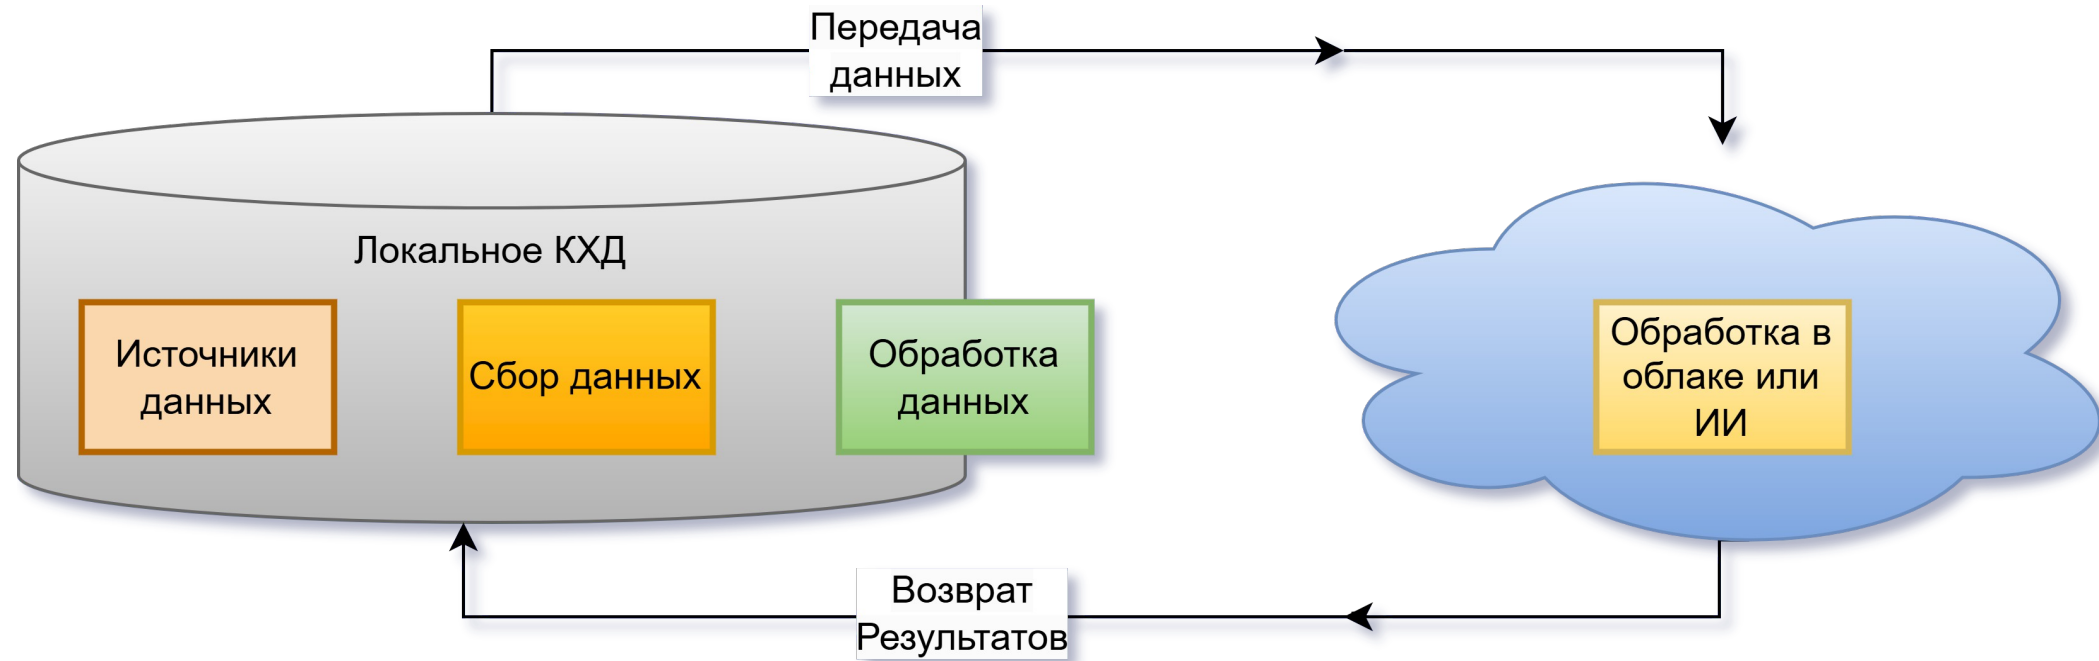 Передача
данных
Локальное КХД
Источники
данных
Сбор данных
Обработка
данных
Обработка в
облаке или
ИИ
Возврат
Результатов